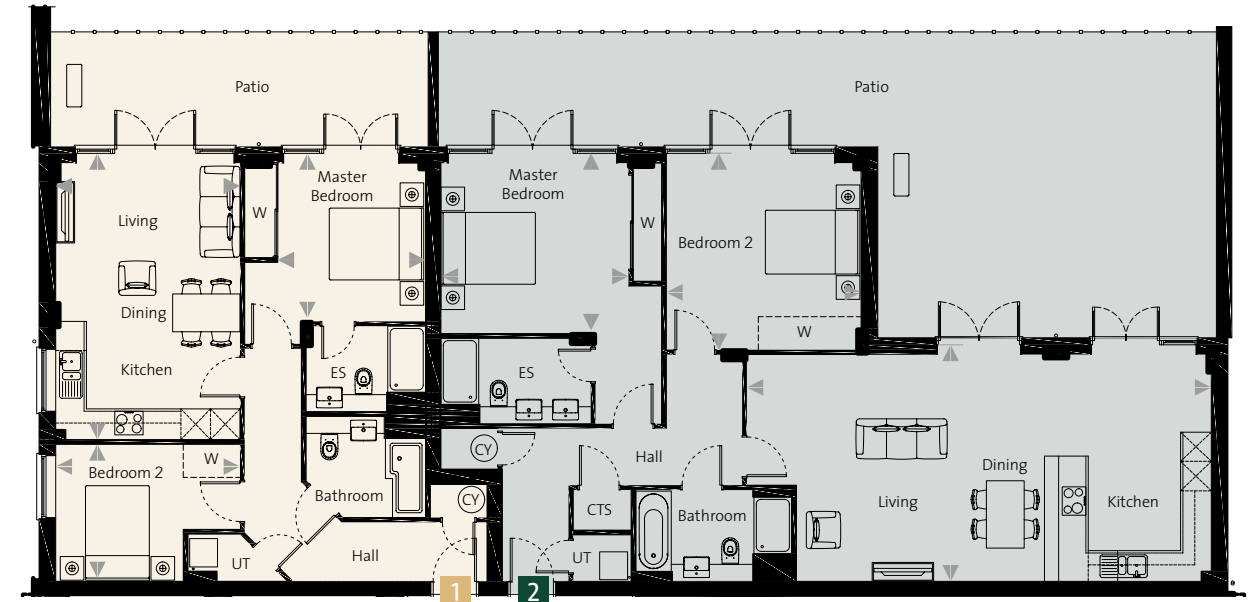 Patio
Patio
Master
Bedroom
Master
Bedroom
Living
W
W
Bedroom 2
Dining
W
Kitchen
ES
ES
Bedroom 2
W
CY
Hall
Dining
Bathroom
CY
CTS
Bathroom
Living
Kitchen
UT
Hall
UT
1
2